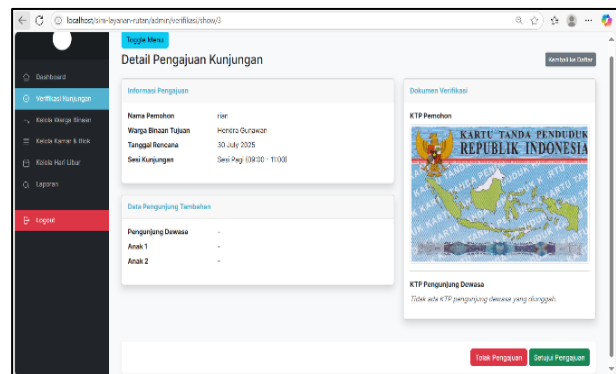 localhost/sim-layanan-rutan/admin/verifikasi/show/3
Toggle Menu
Detail Pengajuan Kunjungan
Kembali ke Daftar
Dashboard
Verifikasi Kunjungan
Kelola Warga Binaan
Kelola Kamar & Blok
Kelola Hari Libur
Laporan
Logout
Informasi Pengajuan
Nama Pemohon rian
Warga Binaan Tujuan Hendra Gunawan
Tanggal Rencana 30 July 2025
Sesi Kunjungan Sesi Pagi (09:00 - 11:00)
Data Pengunjung Tambahan
Pengunjung Dewasa -
Anak 1 -
Anak 2 -
Dokumen Verifikasi
KTP Pemohon
KARTU TANDA PENDUDUK
REPUBLIK INDONESIA
KTP Pengunjung Dewasa
Tidak ada KTP pengunjung dewasa yang diunggah.
Tolak Pengajuan Setujui Pengajuan